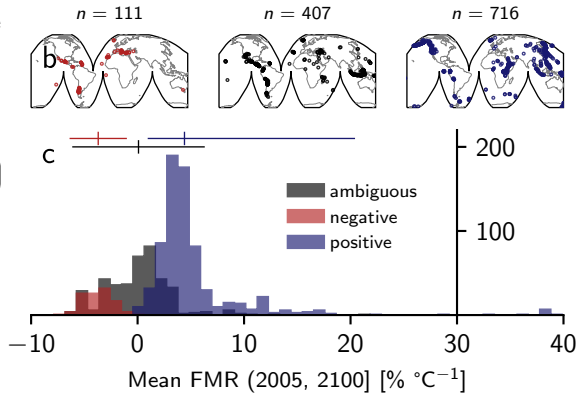 n = 111 n = 407 n = 716
b
c
200
ambiguous
negative
positive
100
−10 0 10 20 30 40
Mean FMR (2005, 2100) [% °C⁻¹]